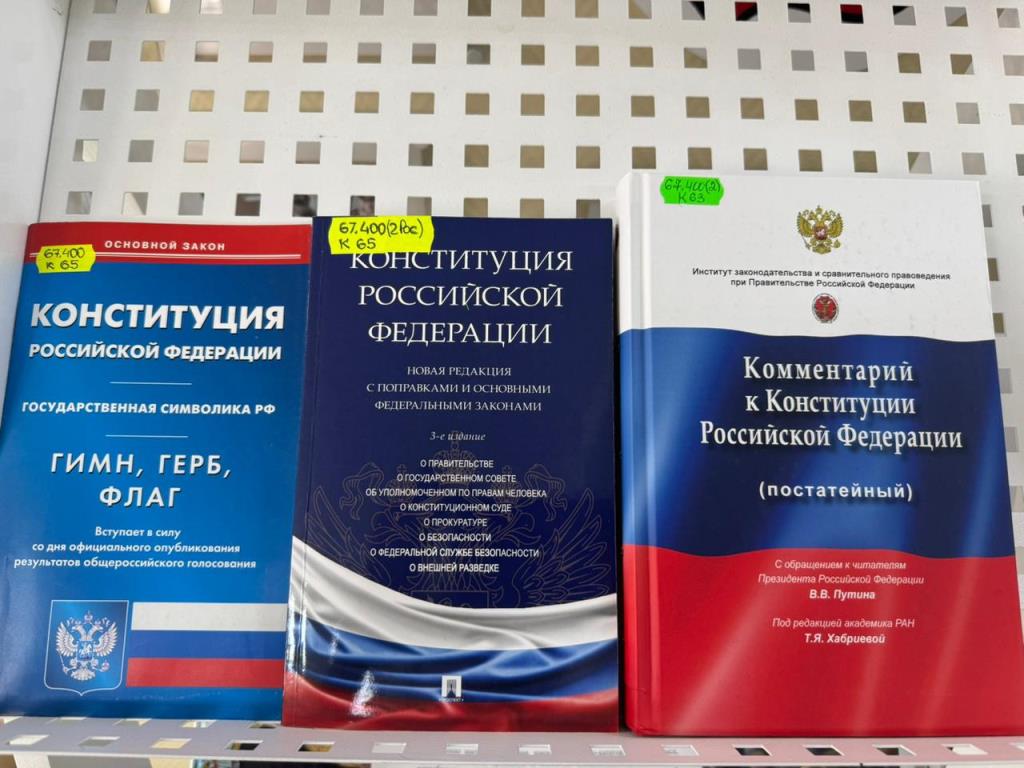 ОСНОВНОЙ ЗАКОН
67.400
К 65
КОНСТИТУЦИЯ
РОССИЙСКОЙ ФЕДЕРАЦИИ
ГОСУДАРСТВЕННАЯ СИМВОЛИКА РФ
ГИМН, ГЕРБ,
ФЛАГ
Вступает в силу
со дня официального опубликования
результатов общероссийского голосования
67.400(2Рос)
К 65
КОНСТИТУЦИЯ
РОССИЙСКОЙ
ФЕДЕРАЦИИ
НОВАЯ РЕДАКЦИЯ
С ПОПРАВКАМИ И ОСНОВНЫМИ
ФЕДЕРАЛЬНЫМИ ЗАКОНАМИ
3-е издание
О ПРАВИТЕЛЬСТВЕ
О ГОСУДАРСТВЕННОМ СОВЕТЕ
ОБ УПОЛНОМОЧЕННОМ ПО ПРАВАМ ЧЕЛОВЕКА
О КОНСТИТУЦИОННОМ СУДЕ
О ПРОКУРАТУРЕ
О БЕЗОПАСНОСТИ
О ФЕДЕРАЛЬНОЙ СЛУЖБЕ БЕЗОПАСНОСТИ
О ВНЕШНЕЙ РАЗВЕДКЕ
67.400(2)
К 63
Институт законодательства и сравнительного правоведения
при Правительстве Российской Федерации
Комментарий
к Конституции
Российской Федерации
(постатейный)
С обращением к читателям
Президента Российской Федерации
В.В. Путина
Под редакцией академика РАН
Т.Я. Хабриевой